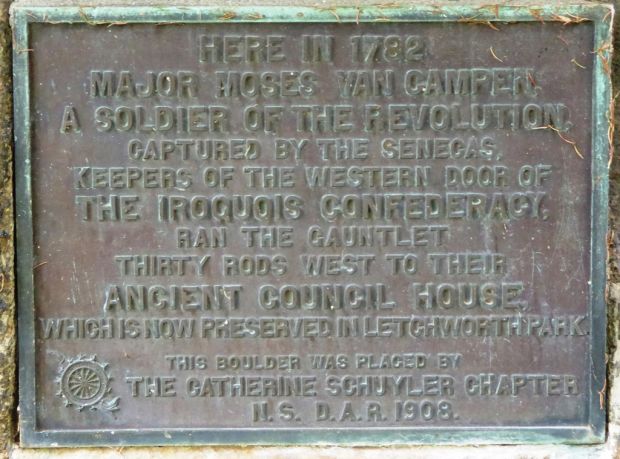 HERE IN 1782
MAJOR MOSES VAN CAMPEN,
A SOLDIER OF THE REVOLUTION,
CAPTURED BY THE SENECAS,
KEEPERS OF THE WESTERN DOOR OF
THE IROQUOIS CONFEDERACY,
RAN THE GAUNTLET
THIRTY RODS WEST TO THEIR
ANCIENT COUNCIL HOUSE,
WHICH IS NOW PRESERVED IN LETCHWORTH PARK.
THIS BOULDER WAS PLACED BY
THE CATHERINE SCHUYLER CHAPTER
N.S. D.A.R. 1908.